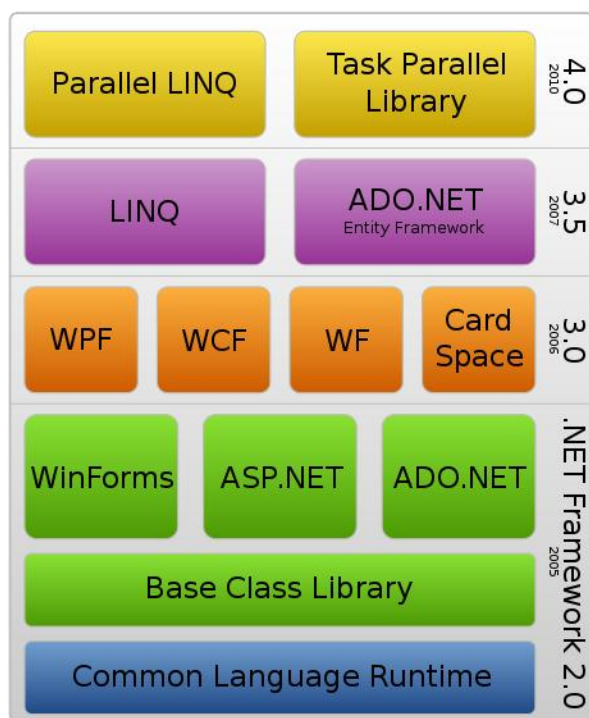 Parallel LINQ
Task Parallel
Library
4.0
2010
LINQ
ADO.NET
Entity Framework
3.5
2007
WPF
WCF
WF
Card
Space
3.0
2006
WinForms
ASP.NET
ADO.NET
Base Class Library
Common Language Runtime
.NET Framework 2.0
2005